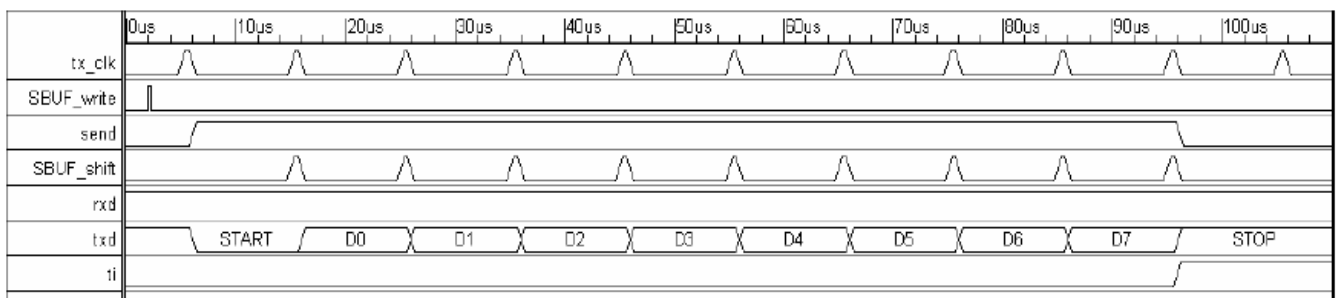 0us 10us 20us 30us 40us 50us 60us 70us 80us 90us 100us
tx_clk
SBUF_write
send
SBUF_shift
rxd
txd START D0 D1 D2 D3 D4 D5 D6 D7 STOP
ti